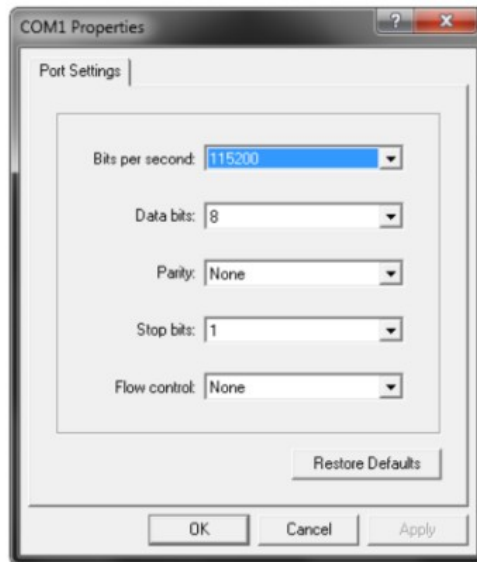 COM1 Properties
Port Settings
Bits per second: 115200
Data bits: 8
Parity: None
Stop bits: 1
Flow control: None
Restore Defaults
OK Cancel Apply